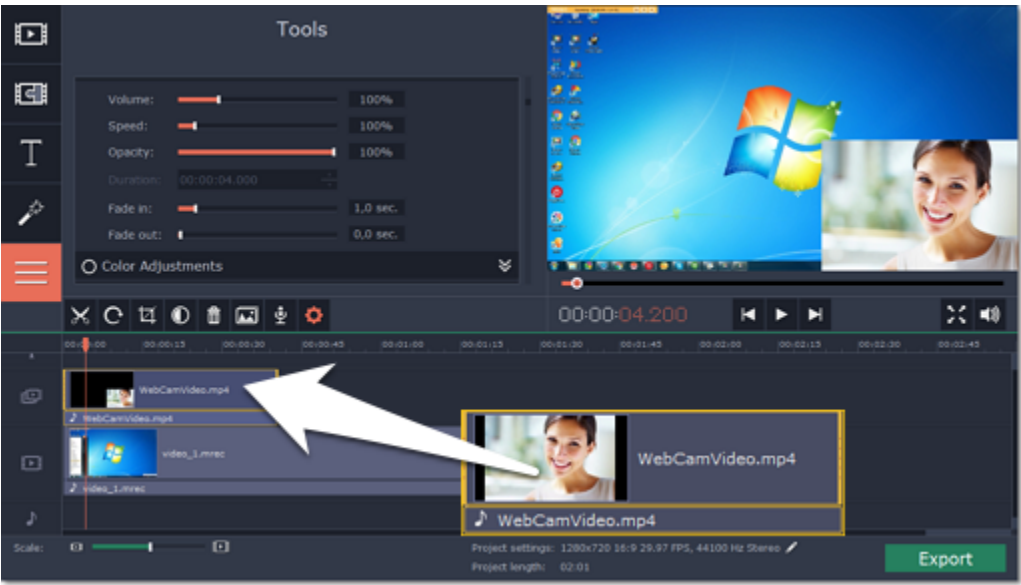 Tools
Volume: 100%
Speed: 100%
Opacity: 100%
Duration: 00:00:04.000
Fade in: 1,0 sec.
Fade out: 0,0 sec.
Color Adjustments
00:00:04.200
00:00:15 00:00:30 00:00:45 00:01:00 00:01:15 00:01:30 00:01:45 00:02:00 00:02:15 00:02:30 00:02:45
WebCamVideo.mp4
WebCamVideo.mp4
video_1.mrec
video_1.mrec
WebCamVideo.mp4
WebCamVideo.mp4
Scale:
Project settings: 1280x720 16:9 29.97 FPS, 44100 Hz Stereo
Project length: 02:01
Export